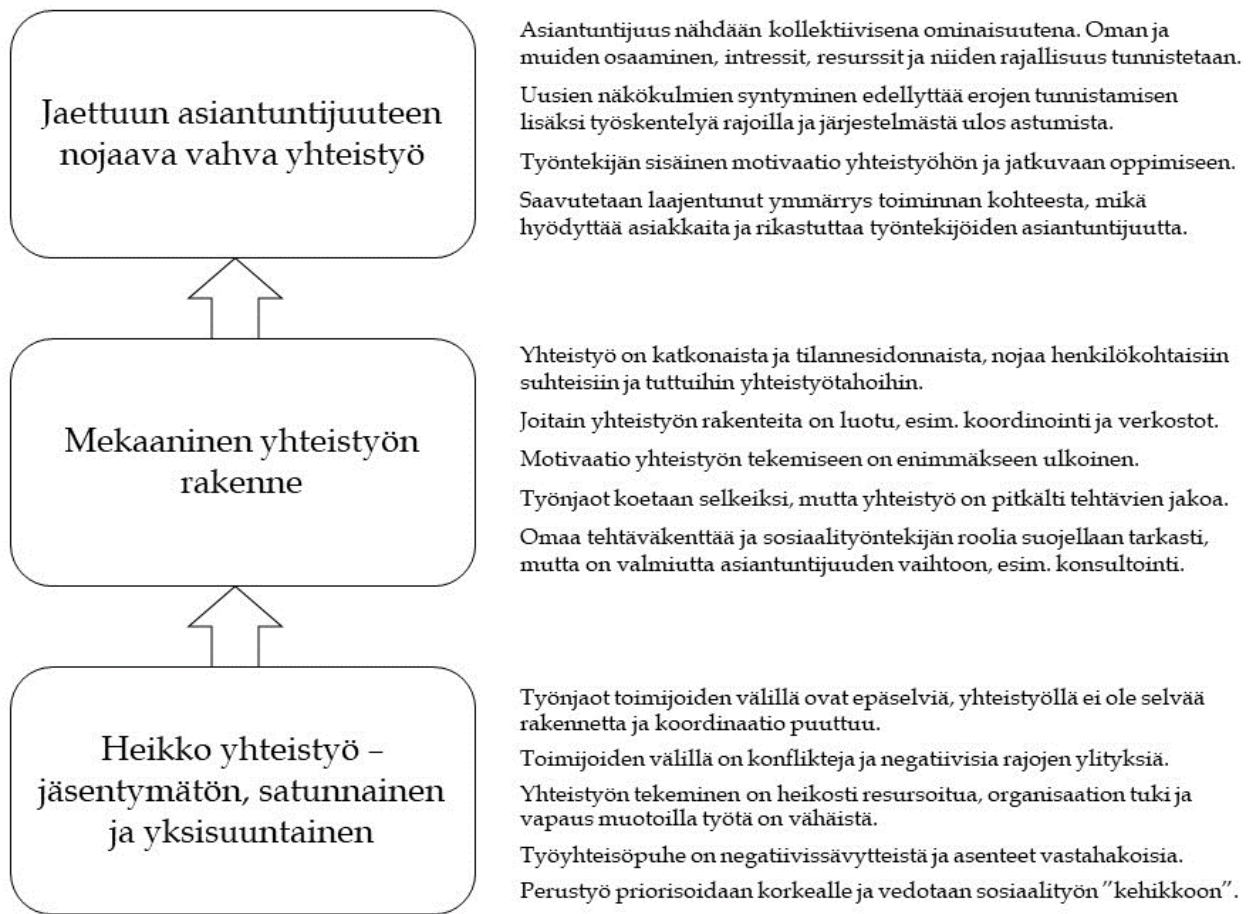 Jaettuun asiantuntijuuteen
nojaava vahva yhteistyö
Asiantuntijuus nähdään kollektiivisena ominaisuutena. Oman ja
muiden osaaminen, intressit, resurssit ja niiden rajallisuus tunnistetaan.
Uusien näkökulmien syntyminen edellyttää erojen tunnistamisen
lisäksi työskentelyä rajoilla ja järjestelmästä ulos astumista.
Työntekijän sisäinen motivaatio yhteistyöhön ja jatkuvaan oppimiseen.
Saavutetaan laajentunut ymmärrys toiminnan kohteesta, mikä
hyödyttää asiakkaita ja rikastuttaa työntekijöiden asiantuntijuutta.
Mekaaninen yhteistyön
rakenne
Yhteistyö on katkonaista ja tilannesidonnaista, nojaa henkilökohtaisiin
suhteisiin ja tuttuihin yhteistyötahoihin.
Joitain yhteistyön rakenteita on luotu, esim. koordinointi ja verkostot.
Motivaatio yhteistyön tekemiseen on enimmäkseen ulkoinen.
Työnjaot koetaan selkeiksi, mutta yhteistyö on pitkälti tehtävien jakoa.
Omaa tehtäväkenttää ja sosiaalityöntekijän roolia suojellaan tarkasti,
mutta on valmiutta asiantuntijuuden vaihtoon, esim. konsultointi.
Heikko yhteistyö –
jäsentymätön, satunnainen
ja yksisuuntainen
Työnjaot toimijoiden välillä ovat epäselviä, yhteistyöllä ei ole selvää
rakennetta ja koordinaatio puuttuu.
Toimijoiden välillä on konflikteja ja negatiivisia rajojen ylityksiä.
Yhteistyön tekeminen on heikosti resursoitua, organisaation tuki ja
vapaus muotoilla työtä on vähäistä.
Työyhteisöpuhe on negatiivissävytteistä ja asenteet vastahakoisia.
Perustyö priorisoidaan korkealle ja vedotaan sosiaalityön ”kehikkoon”.